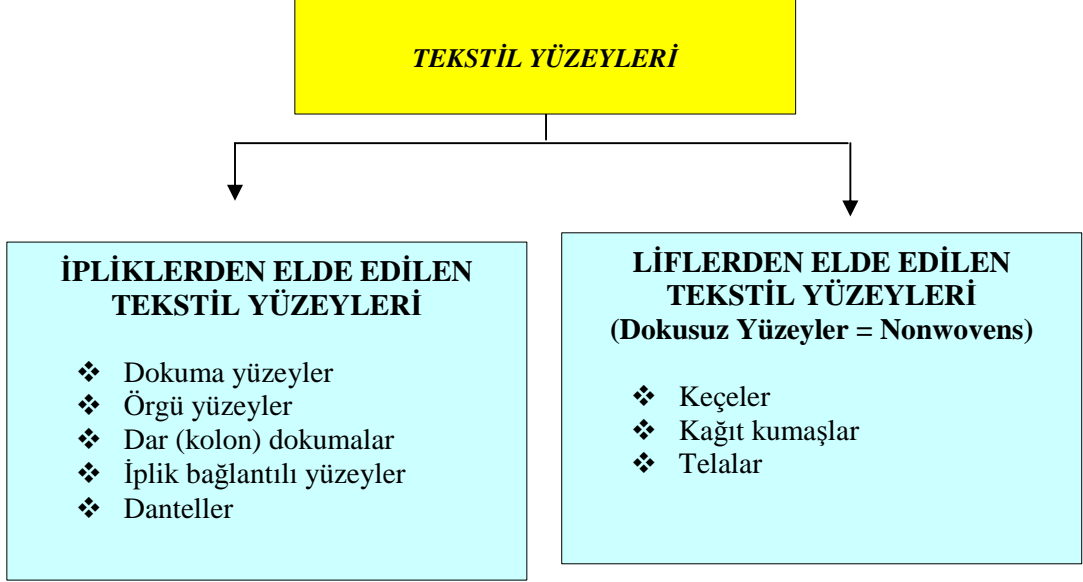 TEKSTİL YÜZEYLERİ
İPLİKLERDEN ELDE EDİLEN
TEKSTİL YÜZEYLERİ
❖ Dokuma yüzeyler
❖ Örgü yüzeyler
❖ Dar (kolon) dokumalar
❖ İplik bağlantılı yüzeyler
❖ Danteller
LİFLERDEN ELDE EDİLEN
TEKSTİL YÜZEYLERİ
(Dokusuz Yüzeyler = Nonwovens)
❖ Keçeler
❖ Kağıt kumaşlar
❖ Telalar